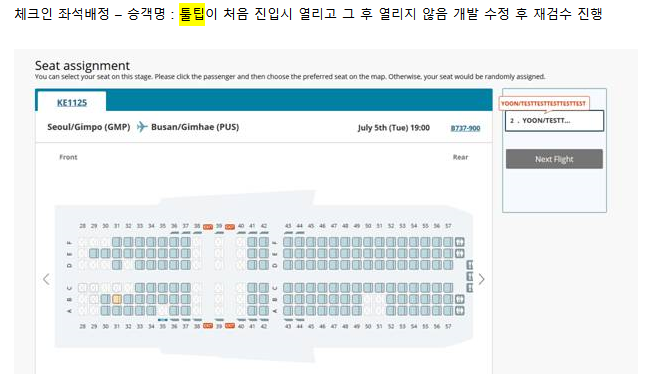 체크인 좌석배정 – 승객명 : 툴팁이 처음 진입시 열리고 그 후 열리지 않음 개발 수정 후 재검수 진행
Seat assignment
You can select your seat on this stage. Please click the passenger and then choose the preferred seat on the map. Otherwise, your seat would be randomly assigned.
KE1125
YOON/TESTTESTTESTTESTTEST
Seoul/Gimpo (GMP) Busan/Gimhae (PUS) July 5th (Tue) 19:00 B737-900
2 . YOON/TESTT...
Next Flight
Front Rear
28 29 30 31 32 33 34 35 36 37 38 EXIT 39 EXIT 40 41 42 43 44 45 46 47 48 49 50 51 52 53 54 55 56 57
F F
E E
D D
C C
B B
A A
28 29 30 31 32 33 34 35 36 37 38 EXIT 39 EXIT 40 41 42 43 44 45 46 47 48 49 50 51 52 53 54 55 56 57